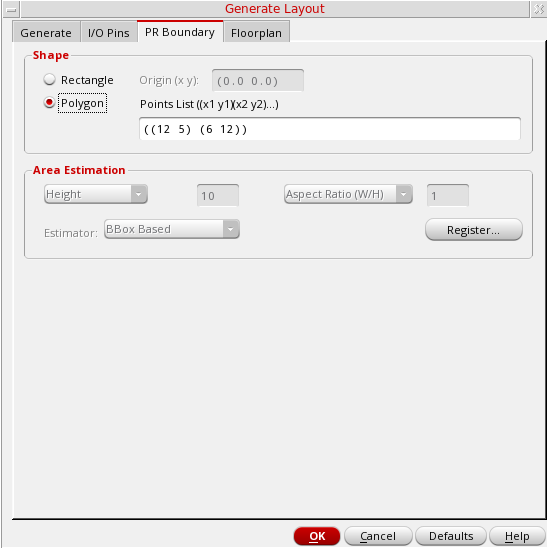 Generate Layout
Generate I/O Pins PR Boundary Floorplan
Shape
Rectangle Origin (x y): (0.0 0.0)
Polygon Points List ((x1 y1)(x2 y2)...)
((12 5) (6 12))
Area Estimation
Height 10 Aspect Ratio (W/H) 1
Estimator: BBox Based Register...
OK Cancel Defaults Help